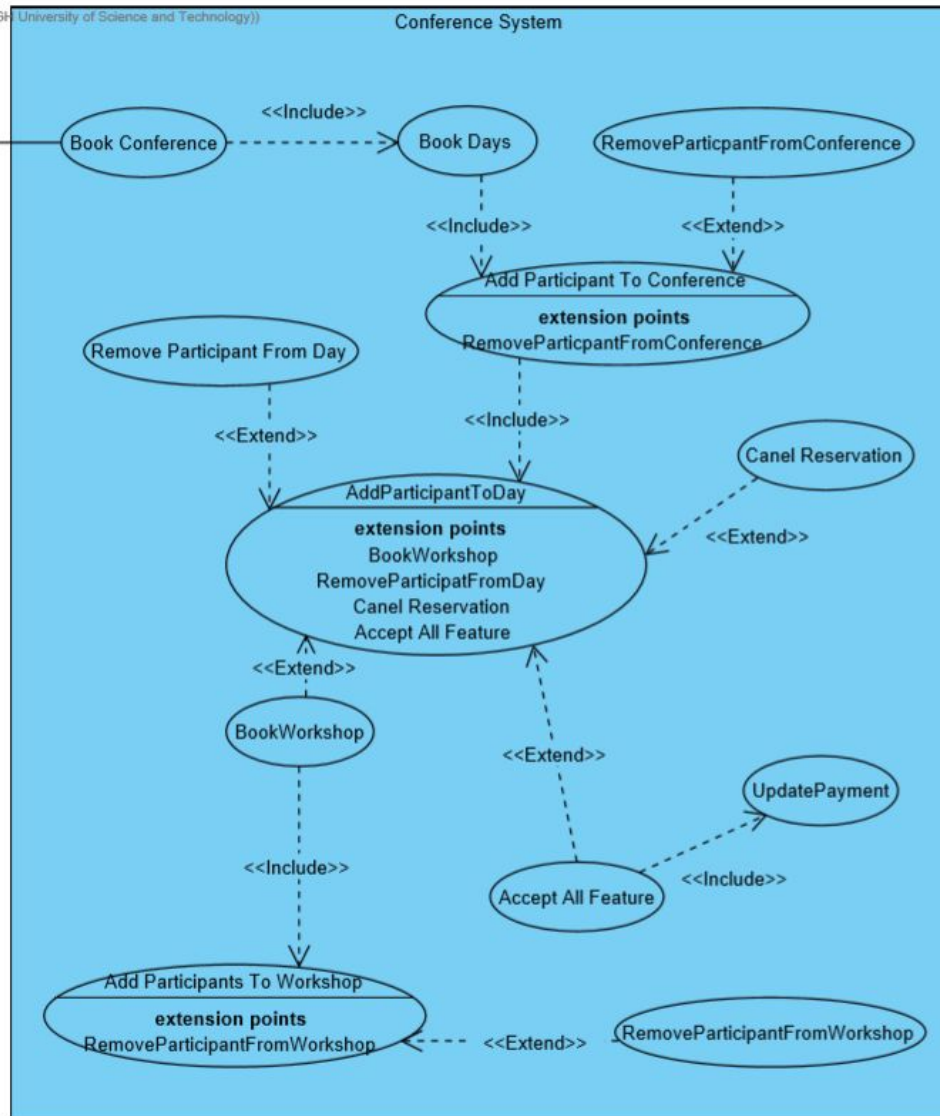 University of Science and Technology))
Conference System
<<Include>>
Book Conference
Book Days
RemoveParticpantFromConference
<<Include>>
<<Extend>>
Add Participant To Conference
extension points
RemoveParticpantFromConference
Remove Participant From Day
<<Include>>
<<Extend>>
Canel Reservation
AddParticipantToDay
extension points
BookWorkshop
RemoveParticipatFromDay
Canel Reservation
Accept All Feature
<<Extend>>
<<Extend>>
BookWorkshop
<<Extend>>
UpdatePayment
<<Include>>
<<Include>>
Accept All Feature
Add Participants To Workshop
extension points
RemoveParticipantFromWorkshop
<<Extend>>
RemoveParticipantFromWorkshop